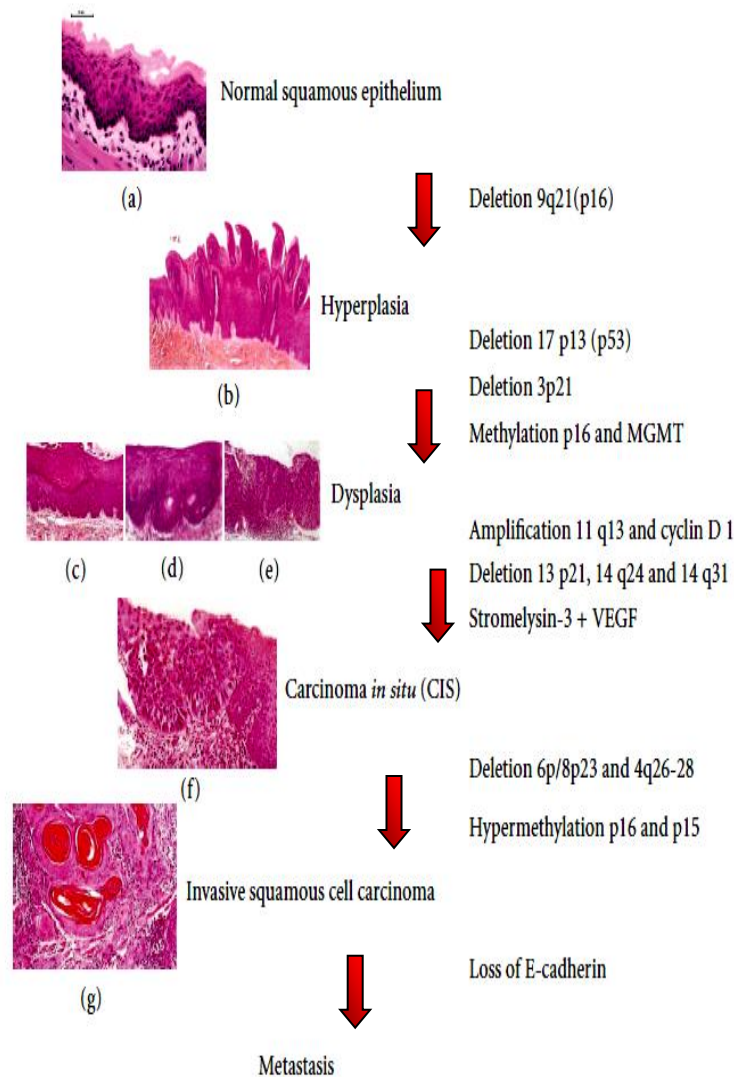 Normal squamous epithelium
(a)
Deletion 9q21(p16)
Hyperplasia
(b)
Deletion 17 p13 (p53)
Deletion 3p21
Methylation p16 and MGMT
Dysplasia
(c) (d) (e)
Amplification 11 q13 and cyclin D 1
Deletion 13 p21, 14 q24 and 14 q31
Stromelysin-3 + VEGF
Carcinoma in situ (CIS)
(f)
Deletion 6p/8p23 and 4q26-28
Hypermethylation p16 and p15
Invasive squamous cell carcinoma
(g)
Loss of E-cadherin
Metastasis